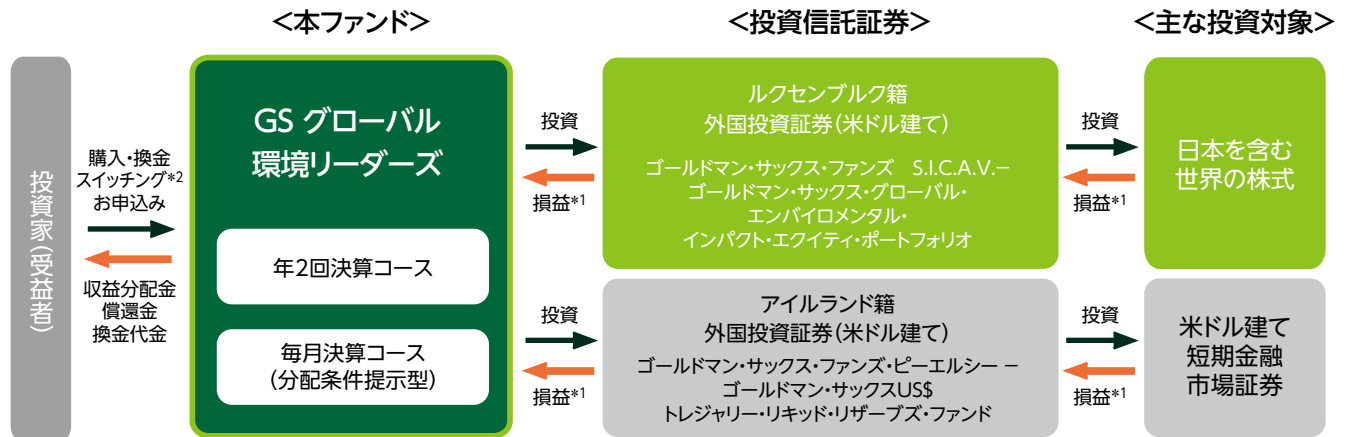 <本ファンド>
<投資信託証券>
<主な投資対象>
投資家(受益者)
購入・換金
スイッチング*2
お申込み
収益分配金
償還金
換金代金
GS グローバル
環境リーダーズ
年2回決算コース
毎月決算コース
(分配条件提示型)
投資
損益*1
投資
損益*1
ルクセンブルク籍
外国投資証券(米ドル建て)
ゴールドマン・サックス・ファンズ S.I.C.A.V.−
ゴールドマン・サックス・グローバル・
エンバイロメンタル・
インパクト・エクイティ・ポートフォリオ
アイルランド籍
外国投資証券(米ドル建て)
ゴールドマン・サックス・ファンズ・ピーエルシー −
ゴールドマン・サックスUS$
トレジャリー・リキッド・リザーブズ・ファンド
投資
損益*1
投資
損益*1
日本を含む
世界の株式
米ドル建て
短期金融
市場証券